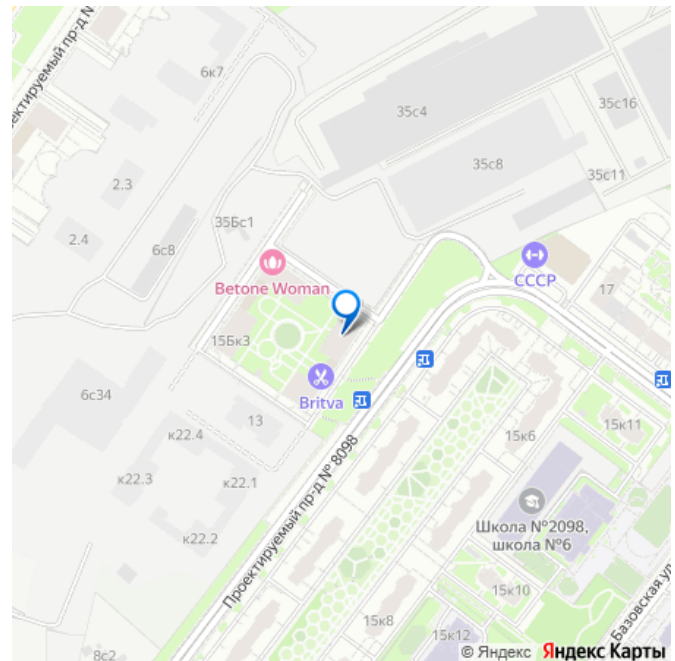 ектируемый пр-д N
6к7
35с4
35с16
35с8
35с11
2.3
35Бс1
2.4
6с8
Betone Woman
СССР
17
15Бк3
Britva
6с34
13
к22.4
15к6
15к11
к22.3
к22.1
Школа №2098,
школа №6
к22.2
Проектируемый пр-д № 8098
15к10
Базовская ул
15к8
15к12
8с2
© Яндекс Яндекс Карты